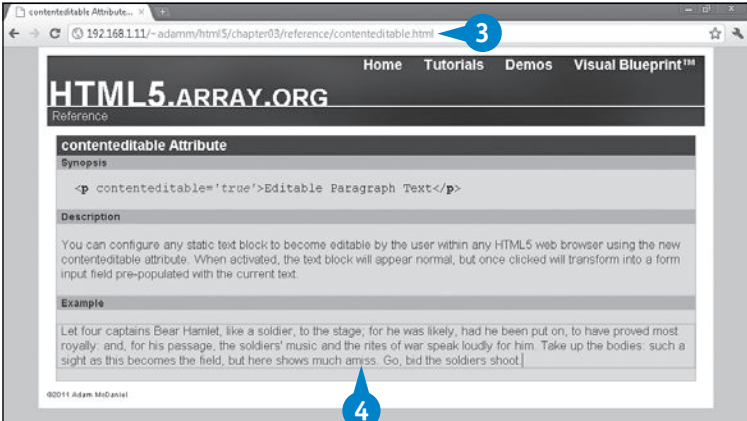 contenteditable Attribute... ×
192.168.1.11/~adamm/html5/chapter03/reference/contenteditable.html
3
Home Tutorials Demos Visual Blueprint™
HTML5.ARRAY.ORG
Reference
contenteditable Attribute
Synopsis
<p contenteditable='true'>Editable Paragraph Text</p>
Description
You can configure any static text block to become editable by the user within any HTML5 web browser using the new
contenteditable attribute. When activated, the text block will appear normal, but once clicked will transform into a form
input field pre-populated with the current text.
Example
Let four captains Bear Hamlet, like a soldier, to the stage; for he was likely, had he been put on, to have proved most
royally: and, for his passage, the soldiers' music and the rites of war speak loudly for him. Take up the bodies: such a
sight as this becomes the field, but here shows much amiss. Go, bid the soldiers shoot
©2011 Adam McDaniel
4